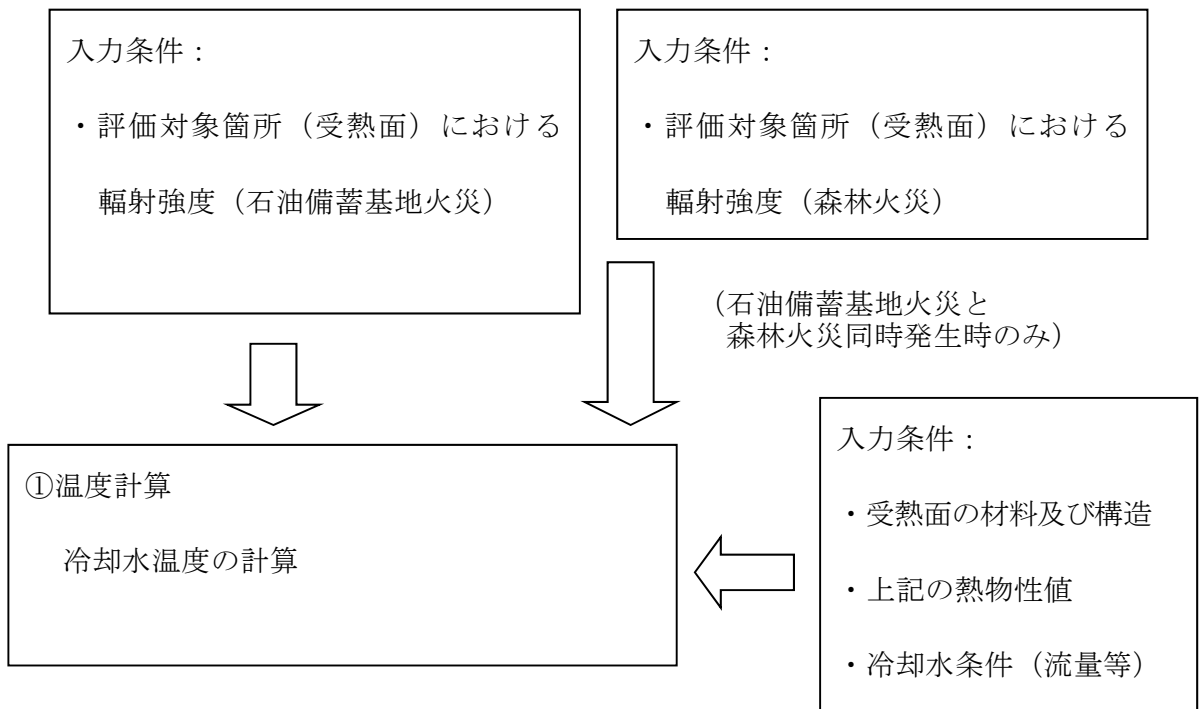 入力条件：
・評価対象箇所（受熱面）における
輻射強度（石油備蓄基地火災）
入力条件：
・評価対象箇所（受熱面）における
輻射強度（森林火災）
（石油備蓄基地火災と
森林火災同時発生時のみ）
①温度計算
冷却水温度の計算
入力条件：
・受熱面の材料及び構造
・上記の熱物性値
・冷却水条件（流量等）